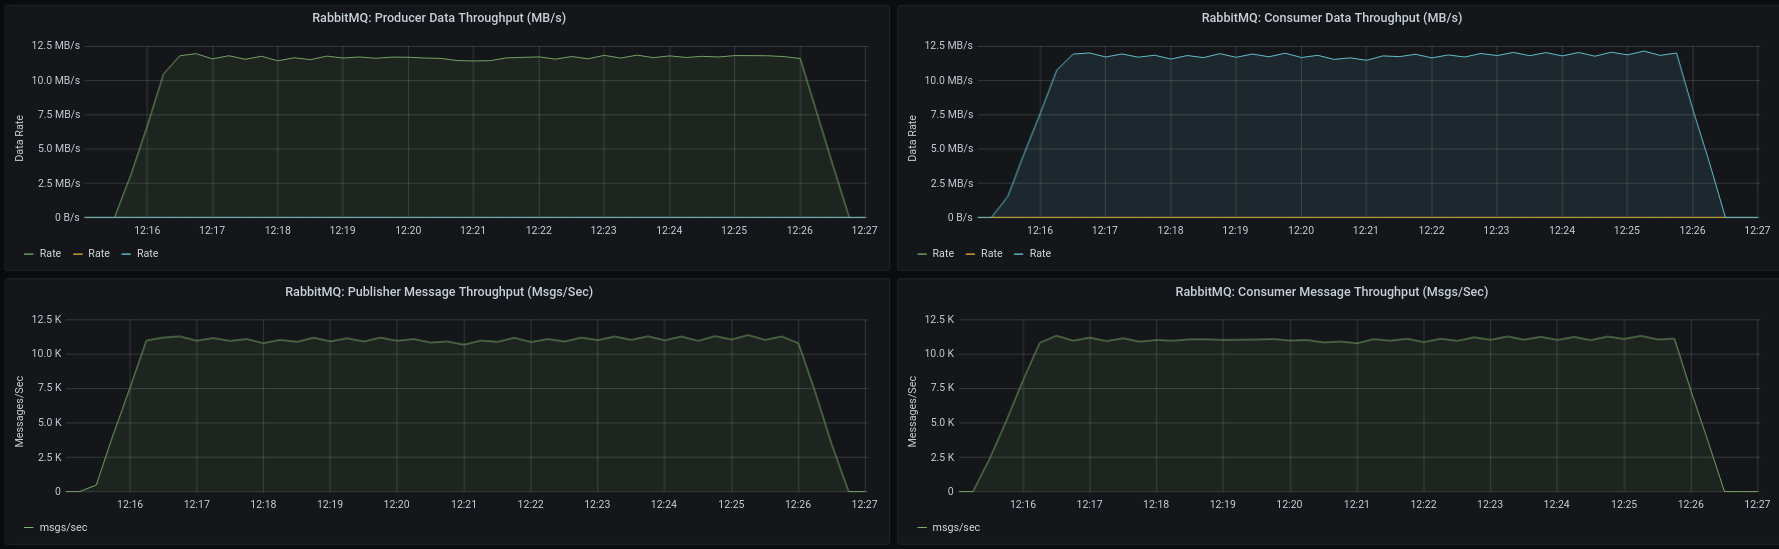 RabbitMQ: Producer Data Throughput (MB/s)
12.5 MB/s
10.0 MB/s
7.5 MB/s
5.0 MB/s
2.5 MB/s
0 B/s
Data Rate
12:16 12:17 12:18 12:19 12:20 12:21 12:22 12:23 12:24 12:25 12:26 12:27
Rate Rate Rate
RabbitMQ: Consumer Data Throughput (MB/s)
12.5 MB/s
10.0 MB/s
7.5 MB/s
5.0 MB/s
2.5 MB/s
0 B/s
Data Rate
12:16 12:17 12:18 12:19 12:20 12:21 12:22 12:23 12:24 12:25 12:26 12:27
Rate Rate Rate
RabbitMQ: Publisher Message Throughput (Msgs/Sec)
12.5 K
10.0 K
7.5 K
5.0 K
2.5 K
0
Messages/Sec
12:16 12:17 12:18 12:19 12:20 12:21 12:22 12:23 12:24 12:25 12:26 12:27
msgs/sec
RabbitMQ: Consumer Message Throughput (Msgs/Sec)
12.5 K
10.0 K
7.5 K
5.0 K
2.5 K
0
Messages/Sec
12:16 12:17 12:18 12:19 12:20 12:21 12:22 12:23 12:24 12:25 12:26 12:27
msgs/sec